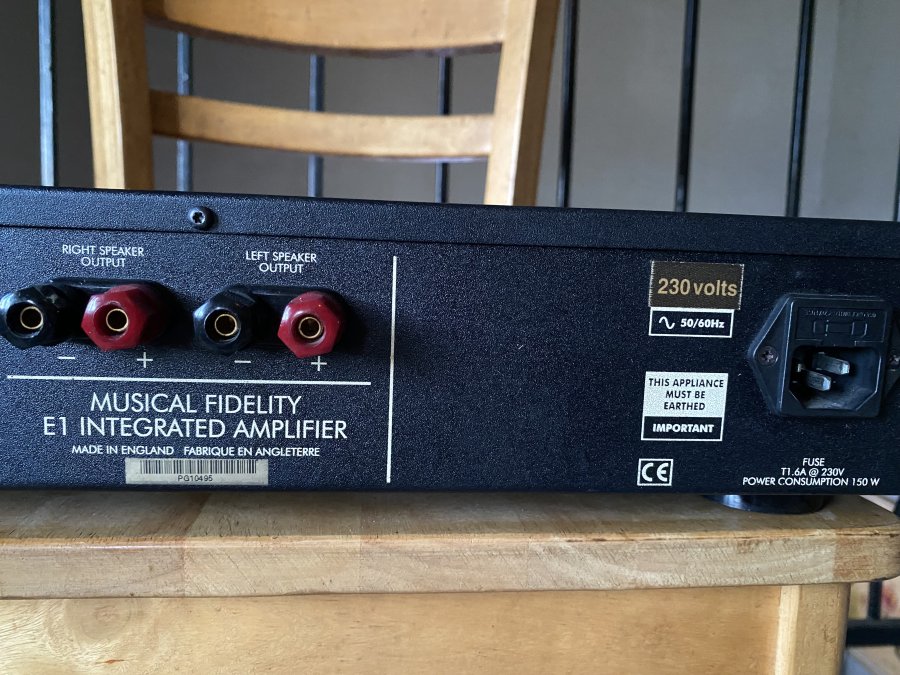 RIGHT SPEAKER
OUTPUT
LEFT SPEAKER
OUTPUT
− +
− +
MUSICAL FIDELITY
E1 INTEGRATED AMPLIFIER
MADE IN ENGLAND FABRIQUE EN ANGLETERRE
PG10495
230 volts
50/60Hz
THIS APPLIANCE
MUST BE
EARTHED
IMPORTANT
CE
FUSE
T1.6A @ 230V
POWER CONSUMPTION 150 W